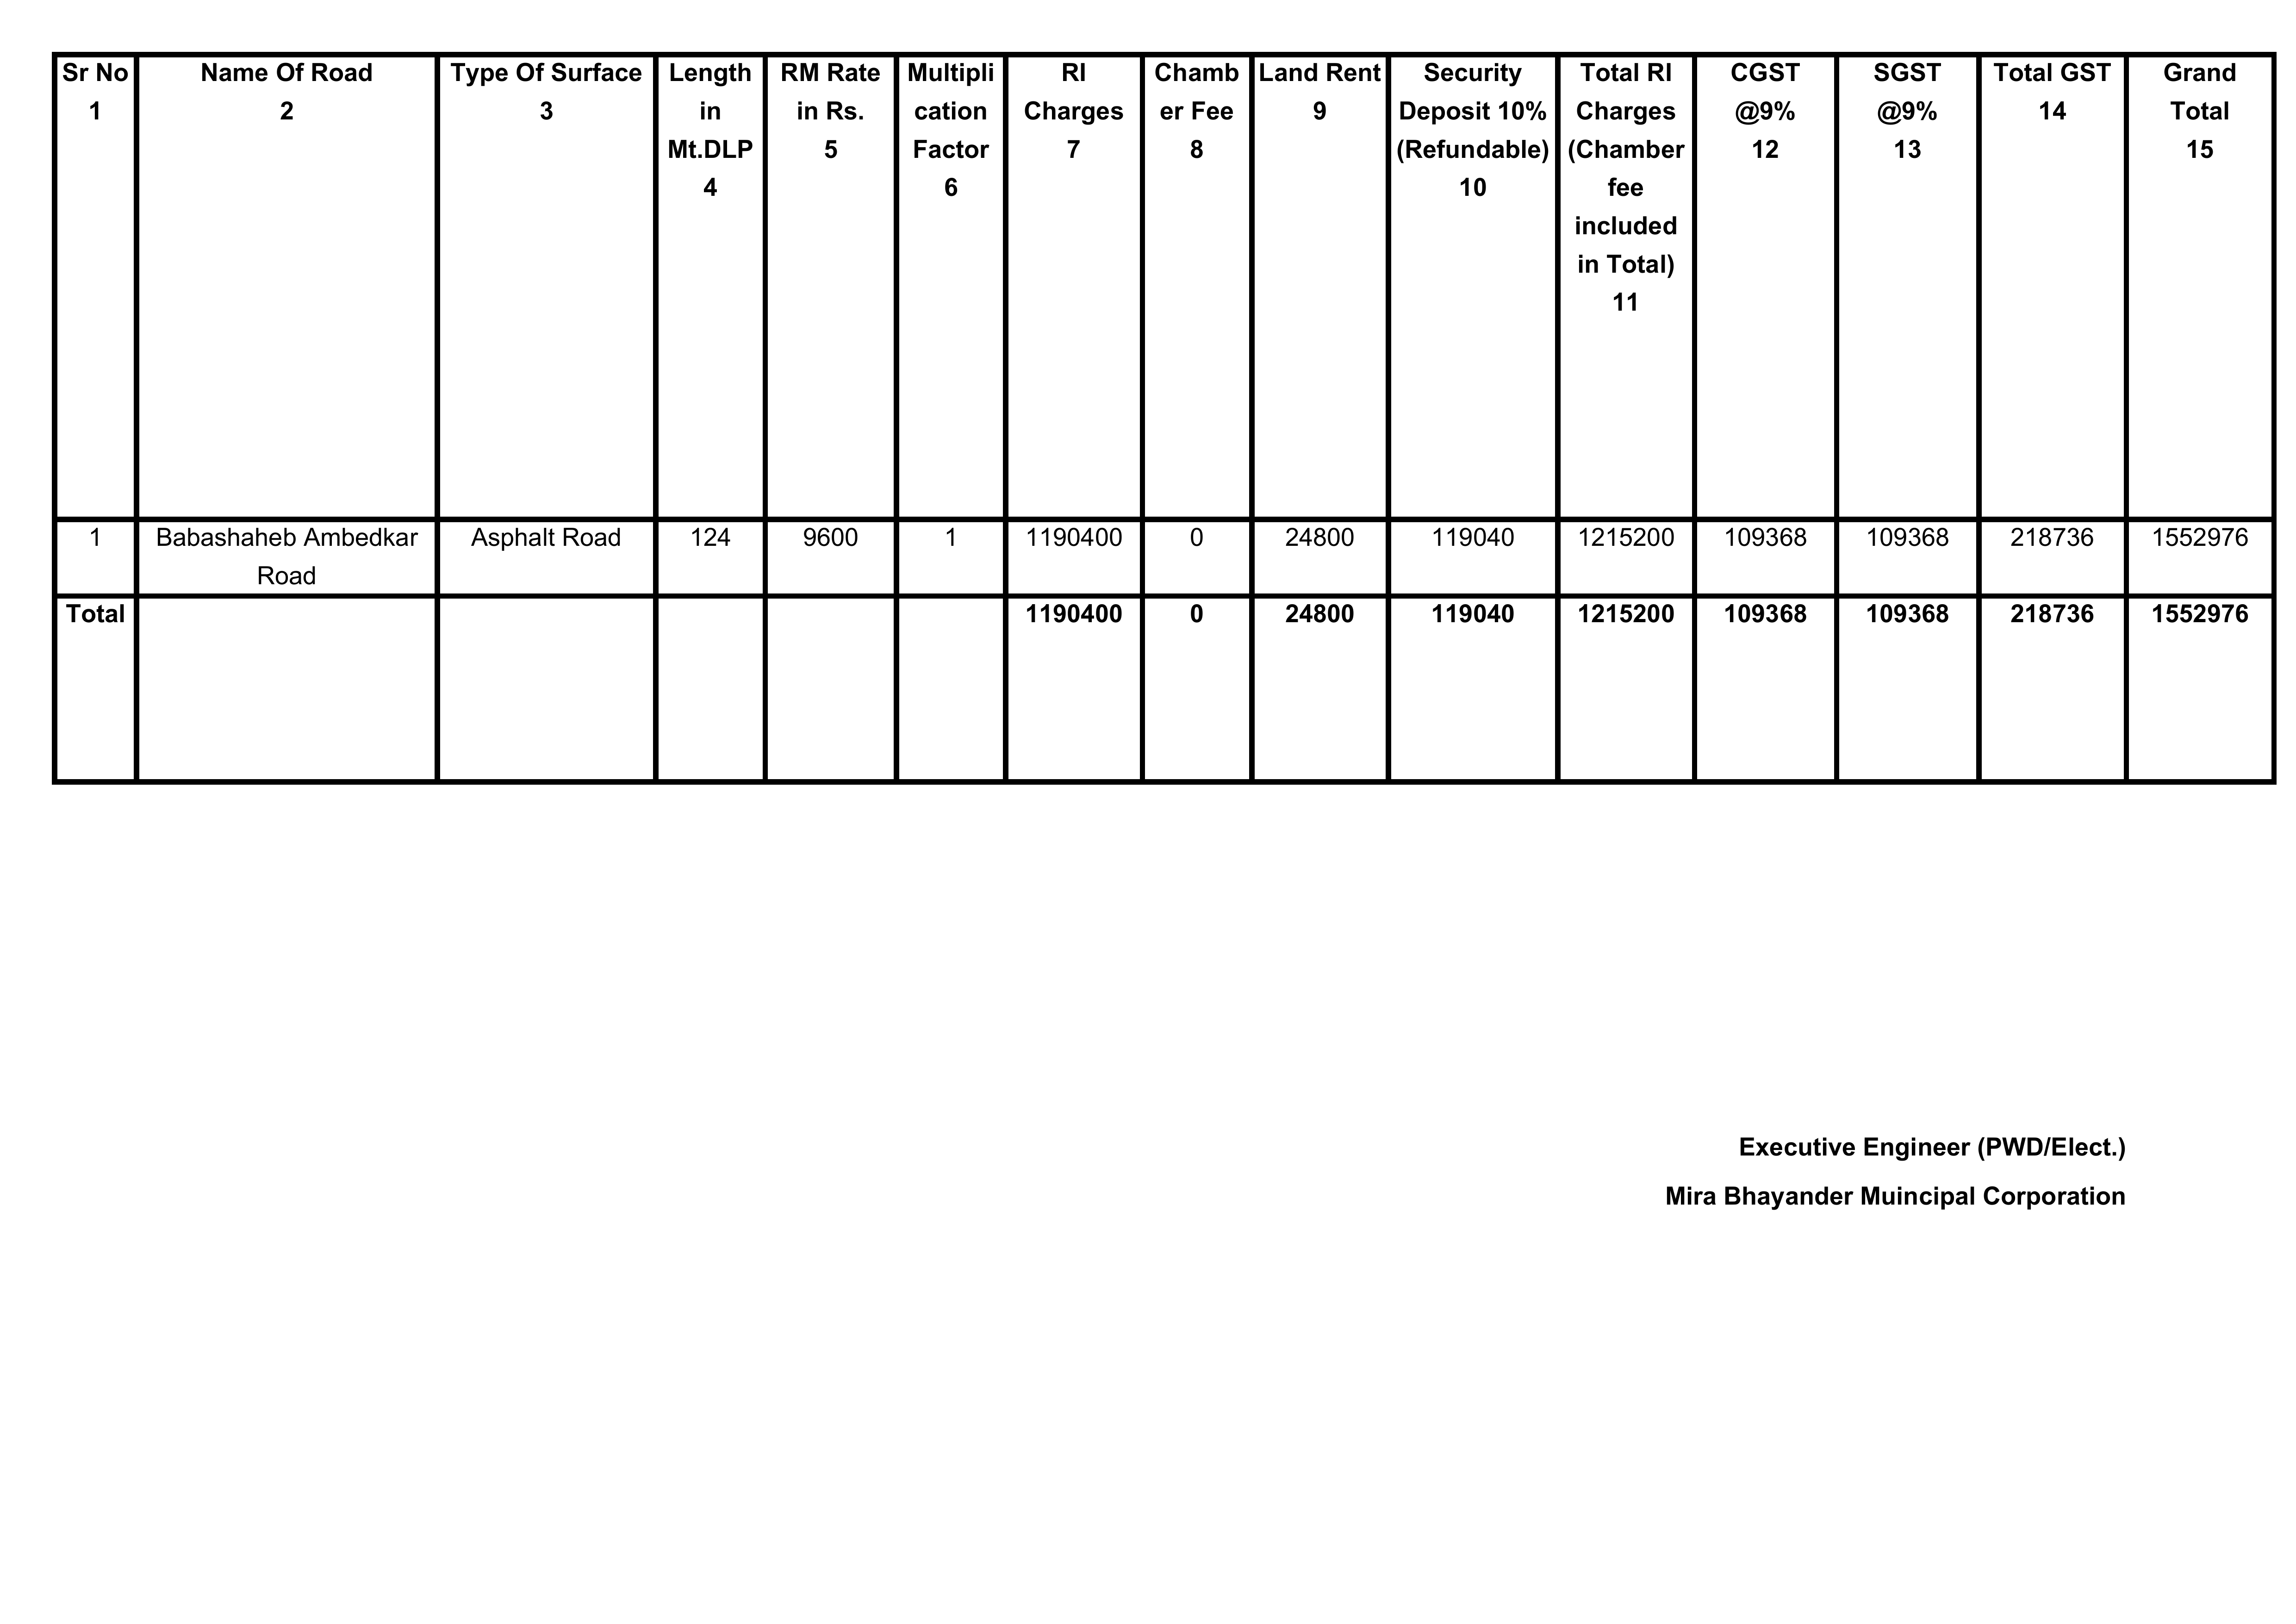 Sr No
1
Name Of Road
2
Type Of Surface
3
Length
in
Mt.DLP
4
RM Rate
in Rs.
5
Multipli
cation
Factor
6
RI
Charges
7
Chamb
er Fee
8
Land Rent
9
Security
Deposit 10%
(Refundable)
10
Total RI
Charges
(Chamber
fee
included
in Total)
11
CGST
@9%
12
SGST
@9%
13
Total GST
14
Grand
Total
15
1
Babashaheb Ambedkar
Road
Asphalt Road
124
9600
1
1190400
0
24800
119040
1215200
109368
109368
218736
1552976
Total
1190400
0
24800
119040
1215200
109368
109368
218736
1552976
Executive Engineer (PWD/Elect.)
Mira Bhayander Muincipal Corporation